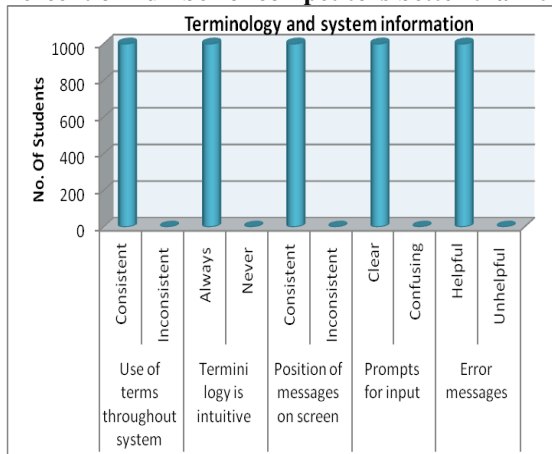 Terminology and system information
No. Of Students
1000
800
600
400
200
0
Consistent
Inconsistent
Always
Never
Consistent
Inconsistent
Clear
Confusing
Helpful
Unhelpful
Use of
terms
throughout
system
Termini
logy is
intuitive
Position of
messages
on screen
Prompts
for input
Error
messages